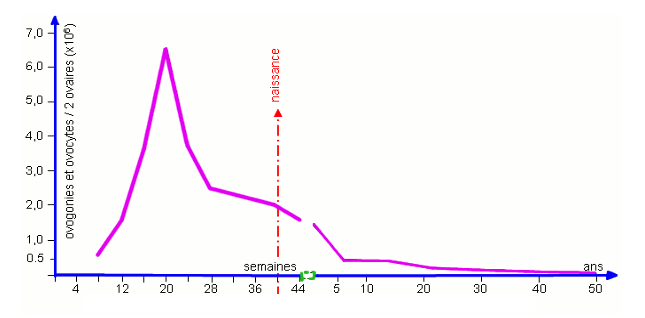 ovogonies et ovocytes / 2 ovaires (x10⁶)
7,0
6,0
5,0
4,0
3,0
2,0
1,0
0.5
naissance
semaines
ans
4 12 20 28 36 44 5 10 20 30 40 50